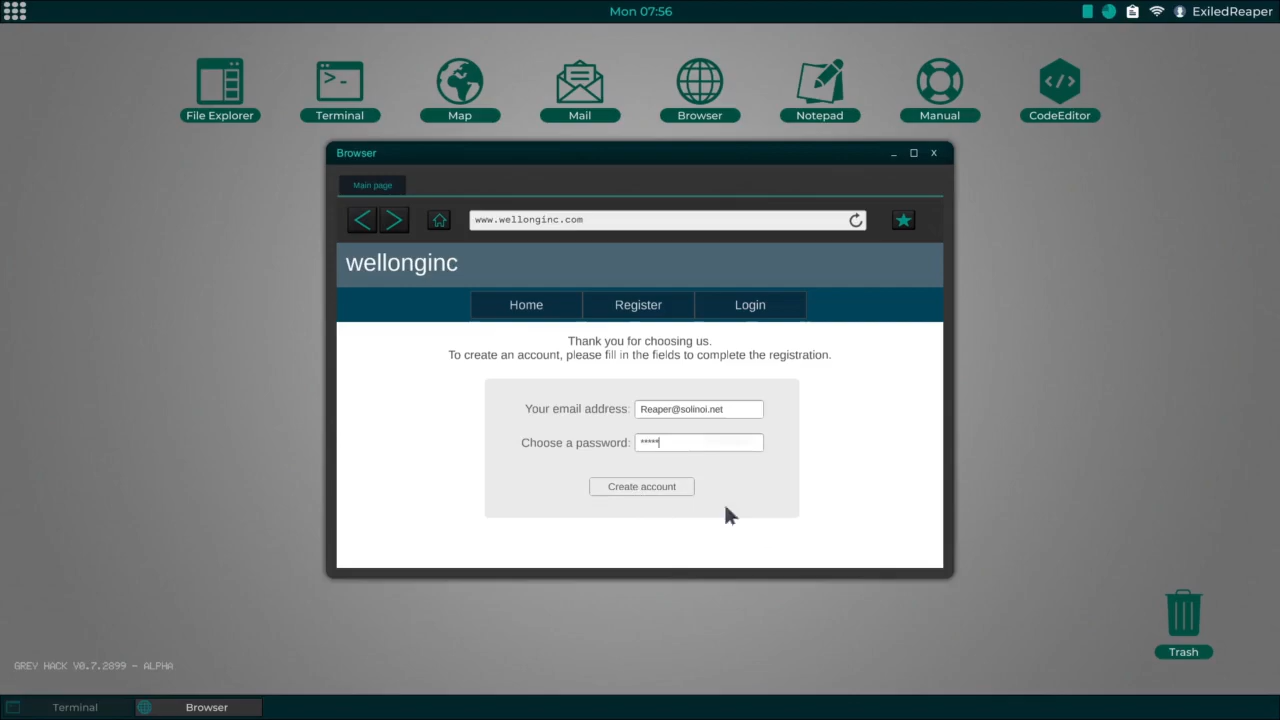 Mon 07:56
ExiledReaper
File Explorer
Terminal
Map
Mail
Browser
Notepad
Manual
CodeEditor
Browser
_ X
Main page
www.wellonginc.com
wellonginc
Home
Register
Login
Thank you for choosing us.
To create an account, please fill in the fields to complete the registration.
Your email address: Reaper@solinoi.net
Choose a password: *****
Create account
Trash
GREY HACK V0.7.2899 - ALPHA
Terminal
Browser